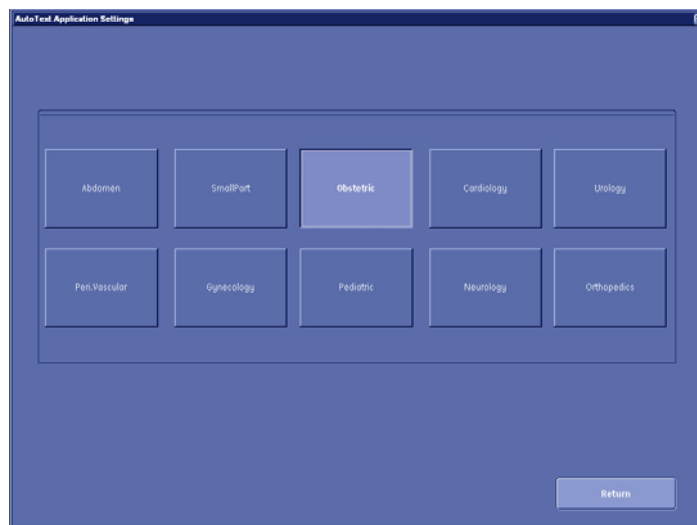 AutoText Application Settings
Abdomen SmallPart Obstetric Cardiology Urology
Peri.Vascular Gynecology Pediatric Neurology Orthopedics
Return